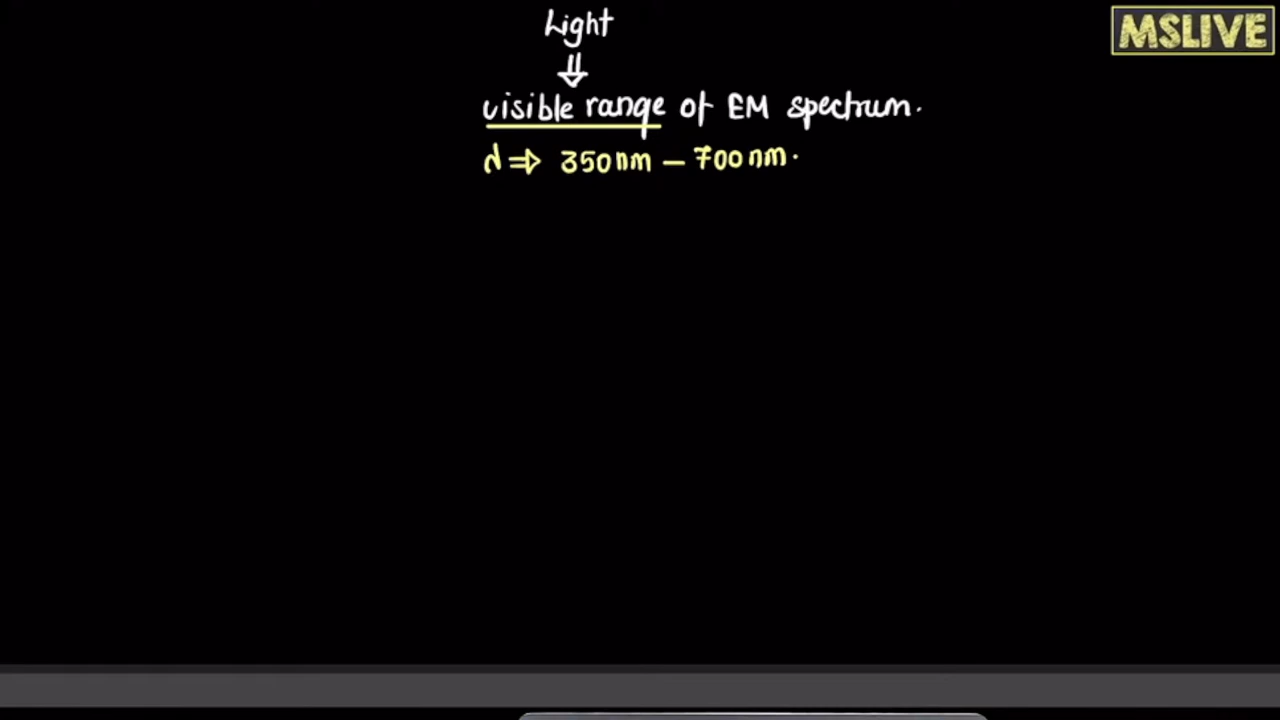 Light
⇓
visible range of EM spectrum.
λ ⇒ 350nm – 700nm.
MSLIVE